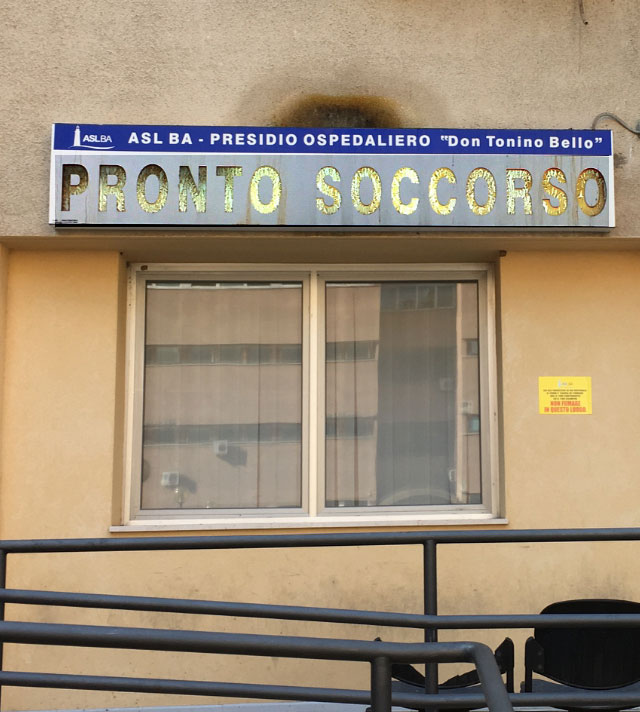 ASL BA
ASL BA - PRESIDIO OSPEDALIERO "Don Tonino Bello"
PRONTO SOCCORSO
NON FUMARE
IN QUESTO LUOGO